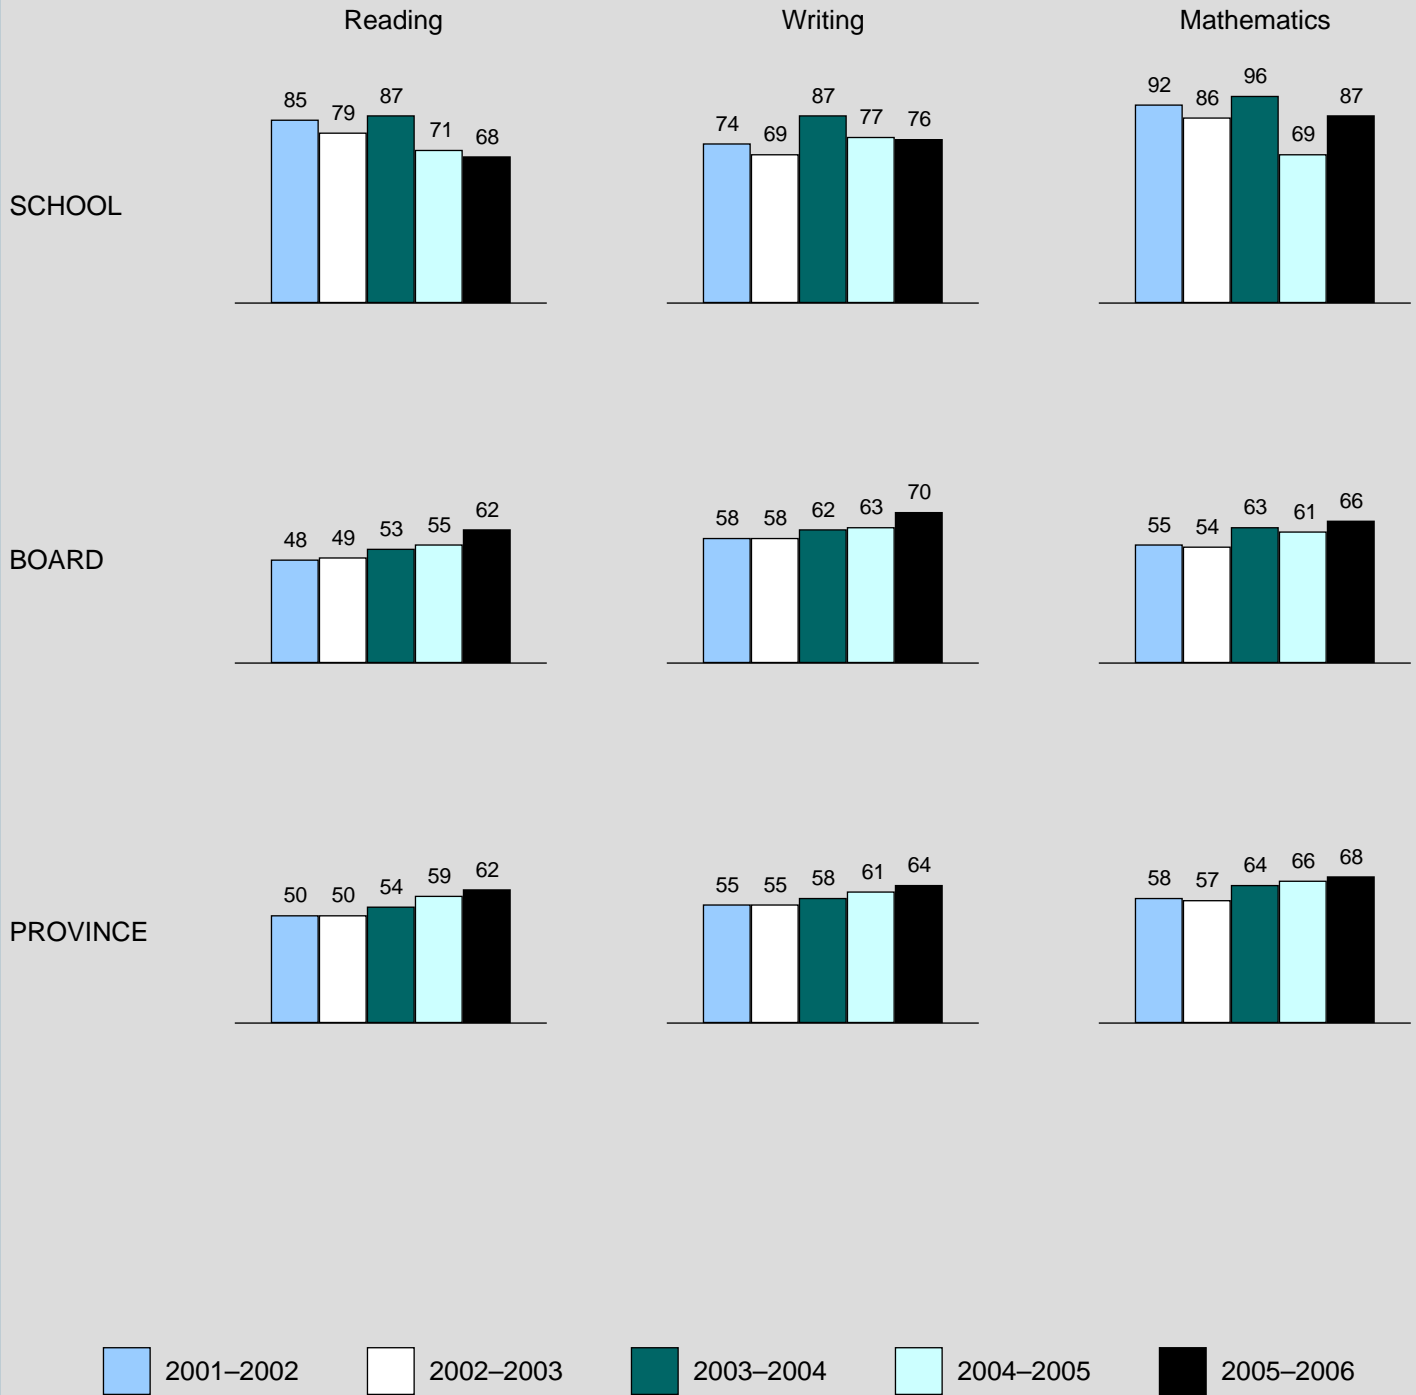 Reading Writing Mathematics
85 79 87 71 68 74 69 87 77 76 92 86 96 69 87
SCHOOL
48 49 53 55 62 58 58 62 63 70 55 54 63 61 66
BOARD
50 50 54 59 62 55 55 58 61 64 58 57 64 66 68
PROVINCE
2001–2002 2002–2003 2003–2004 2004–2005 2005–2006